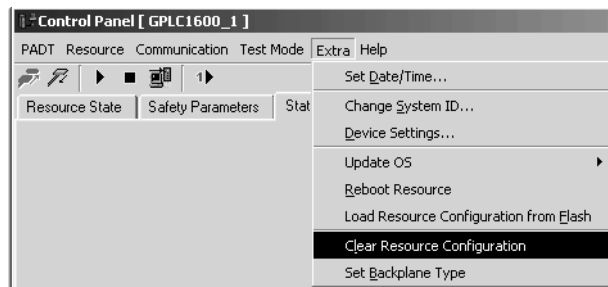 Control Panel [ GPLC1600_1 ]
PADT Resource Communication Test Mode Extra Help
1
Resource State Safety Parameters Stat
Set Date/Time...
Change System ID...
Device Settings...
Update OS
Reboot Resource
Load Resource Configuration from Flash
Clear Resource Configuration
Set Backplane Type